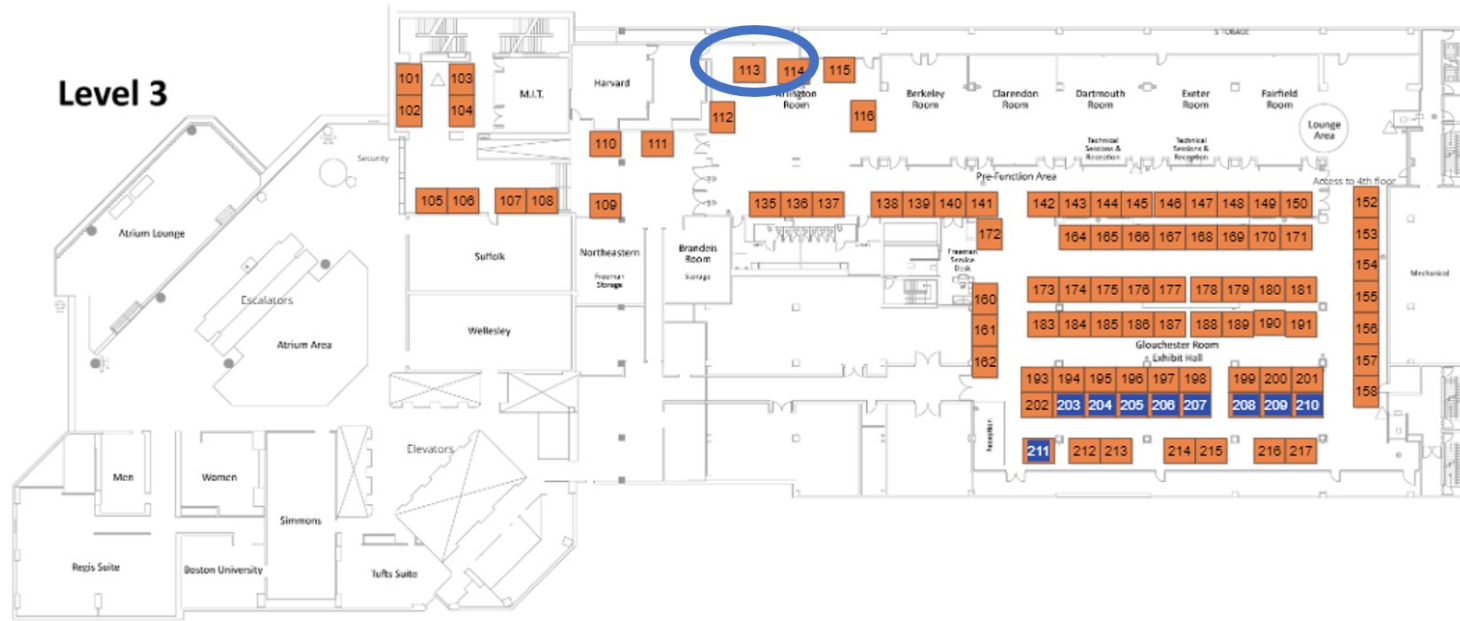 Level 3
STORAGE
101
103
113
114
115
102
104
M.I.T.
Harvard
Arlington
Room
Berkeley
Room
Clarendon
Room
Dartmouth
Room
Exeter
Room
Fairfield
Room
112
116
Lounge
Area
110
111
Technical
Sessions &
Reception
Technical
Sessions &
Reception
Security
Pre-Function Area
Access to 4th floor
105 106
107 108
109
135 136 137
138 139 140 141
142 143 144 145 146 147 148 149 150
152
Atrium Lounge
172
164 165 166 167 168 169 170 171
153
Suffolk
Northeastern
Brandeis
Room
Freeman
Service
Desk
154
Freeman
Storage
Storage
Mechanical
Escalators
160
173 174 175 176 177 178 179 180 181
155
Wellesley
161
183 184 185 186 187 188 189 190 191
156
Atrium Area
Glouchester Room
Exhibit Hall
162
157
193 194 195 196 197 198 199 200 201
158
202 203 204 205 206 207 208 209 210
Reception
Elevators
211
212 213
214 215
216 217
Men
Women
Simmons
Regis Suite
Boston University
Tufts Suite